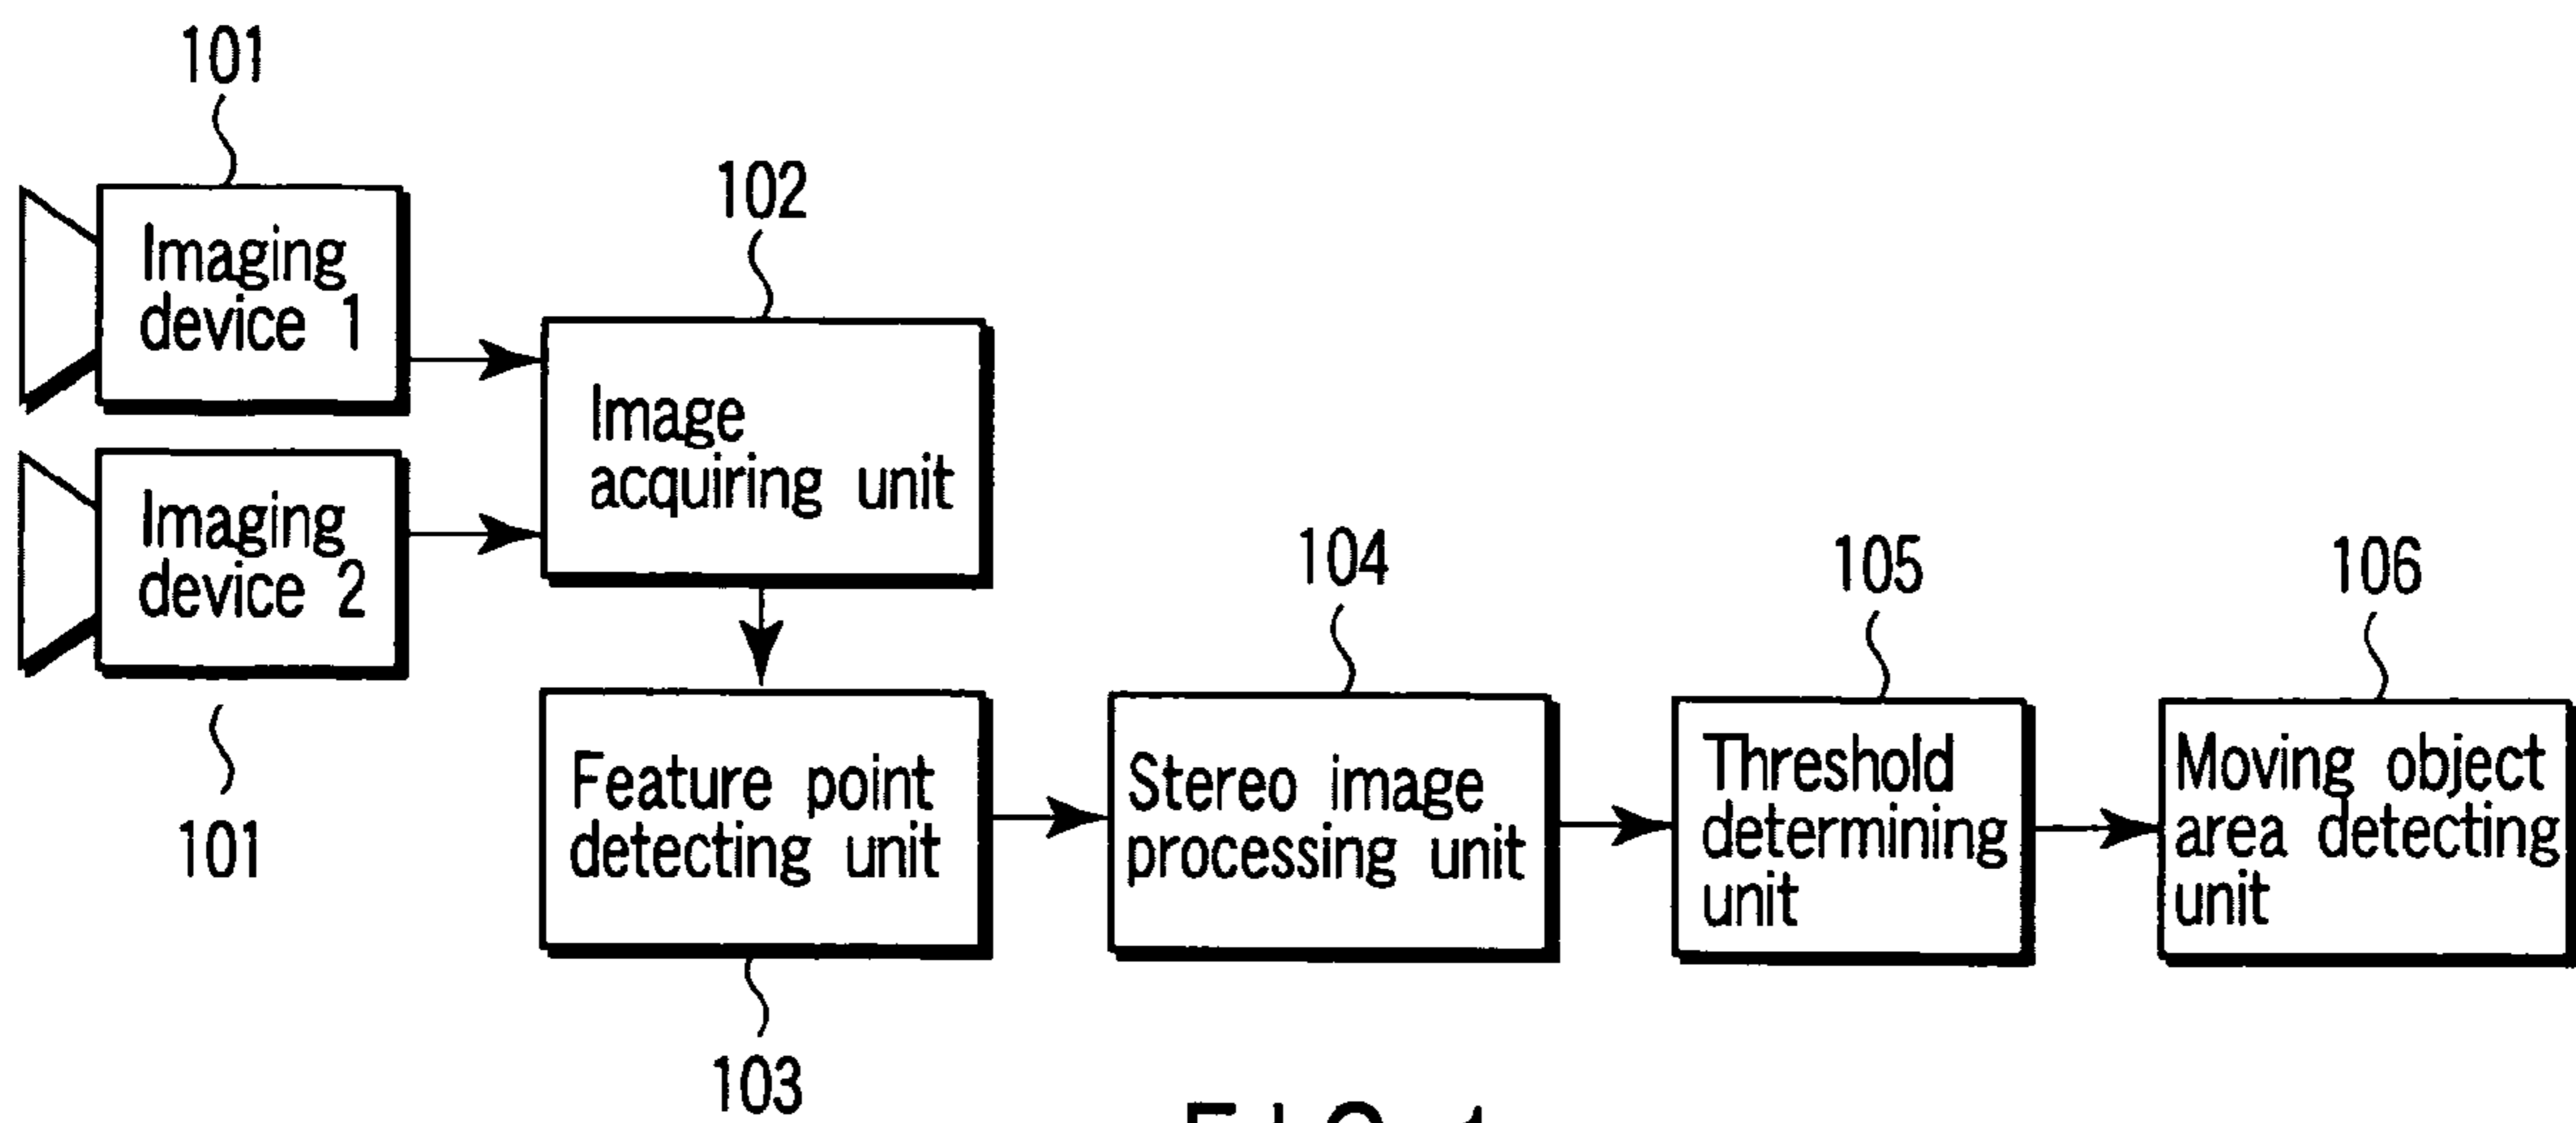 101
Imaging
device 1
102
Image
acquiring unit
Imaging
device 2
101
Feature point
detecting unit
103
104
Stereo image
processing unit
105
Threshold
determining
unit
106
Moving object
area detecting
unit